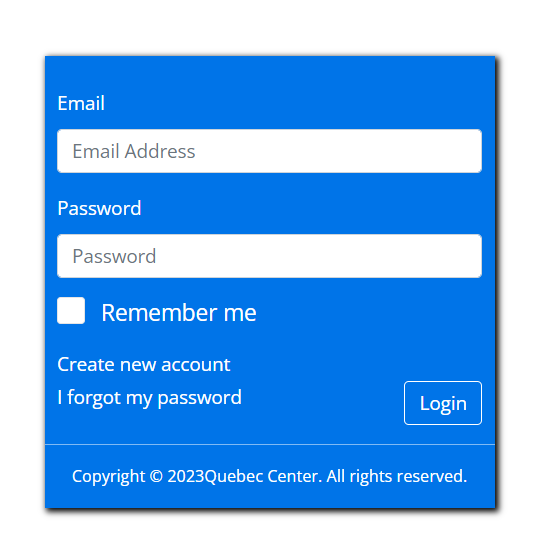 Email
Email Address
Password
Password
Remember me
Create new account
I forgot my password
Login
Copyright © 2023Quebec Center. All rights reserved.